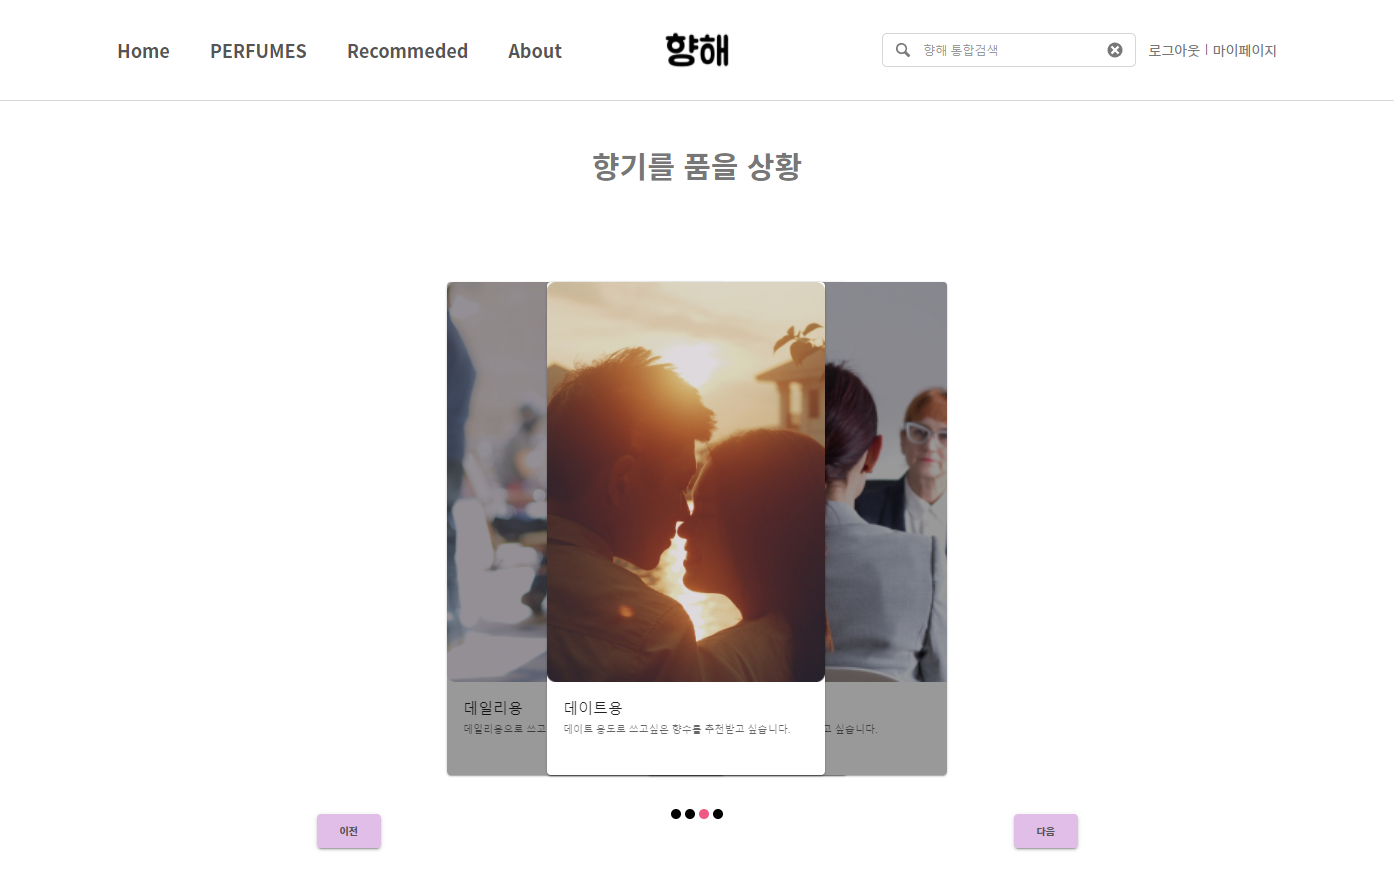 Home PERFUMES Recommeded About 향해 향해 통합검색 로그아웃 | 마이페이지
향기를 품을 상황
데일리용 데이트용
데일리용으로 쓰고 데이트 용도로 쓰고싶은 향수를 추천받고 싶습니다. 고 싶습니다.
이전 다음